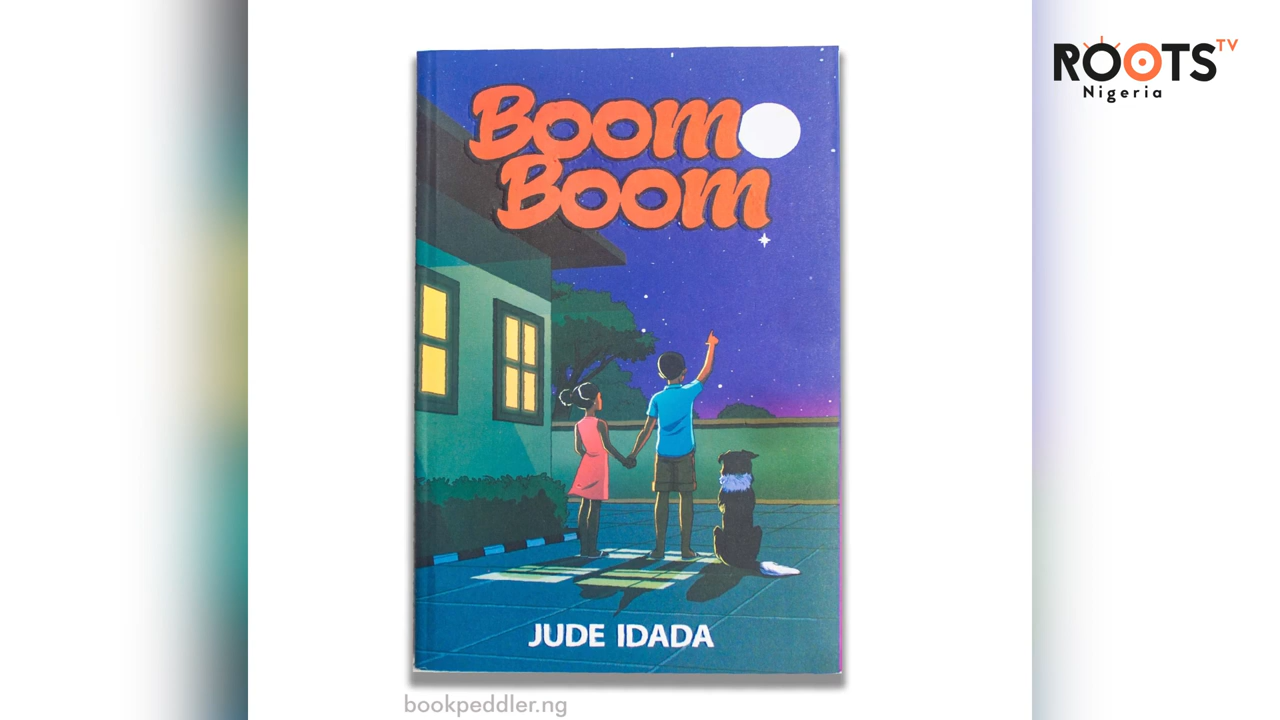 Boom
Boom
JUDE IDADA
bookpeddler.ng
ROOTS TV
Nigeria